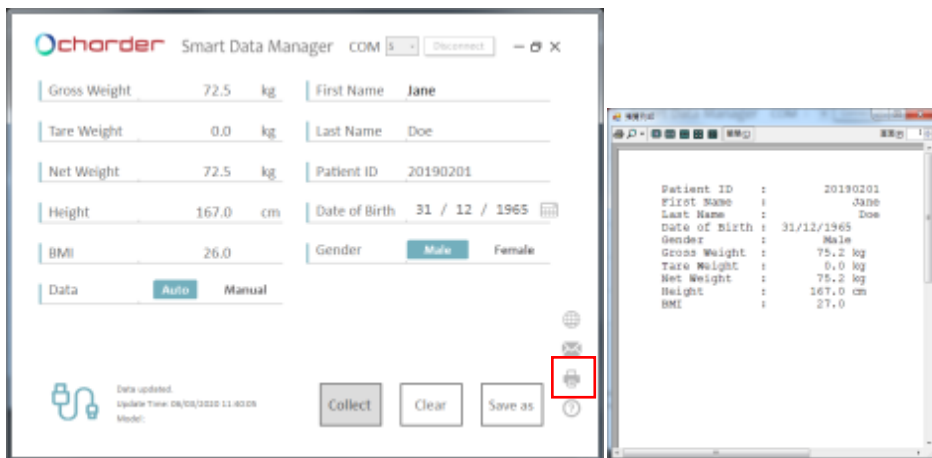 charder Smart Data Manager COM 5 Disconnect
Gross Weight 72.5 kg
Tare Weight 0.0 kg
Net Weight 72.5 kg
Height 167.0 cm
BMI 26.0
Data Auto Manual
First Name Jane
Last Name Doe
Patient ID 20190201
Date of Birth 31 / 12 / 1965
Gender Male Female
Data updated.
Model:
Collect Clear Save as
Patient ID : 20190201
First Name : Jane
Last Name : Doe
Date of Birth : 31/12/1965
Gender : Male
Gross Weight : 75.2 kg
Tare Weight : 0.0 kg
Net Weight : 75.2 kg
Height : 167.0 cm
BMI : 27.0